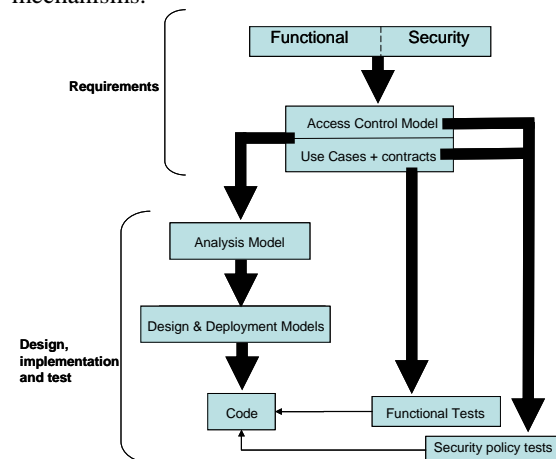 mechanisms.
Functional Security
Requirements
Access Control Model
Use Cases + contracts
Analysis Model
Design & Deployment Models
Design,
implementation
and test
Code
Functional Tests
Security policy tests